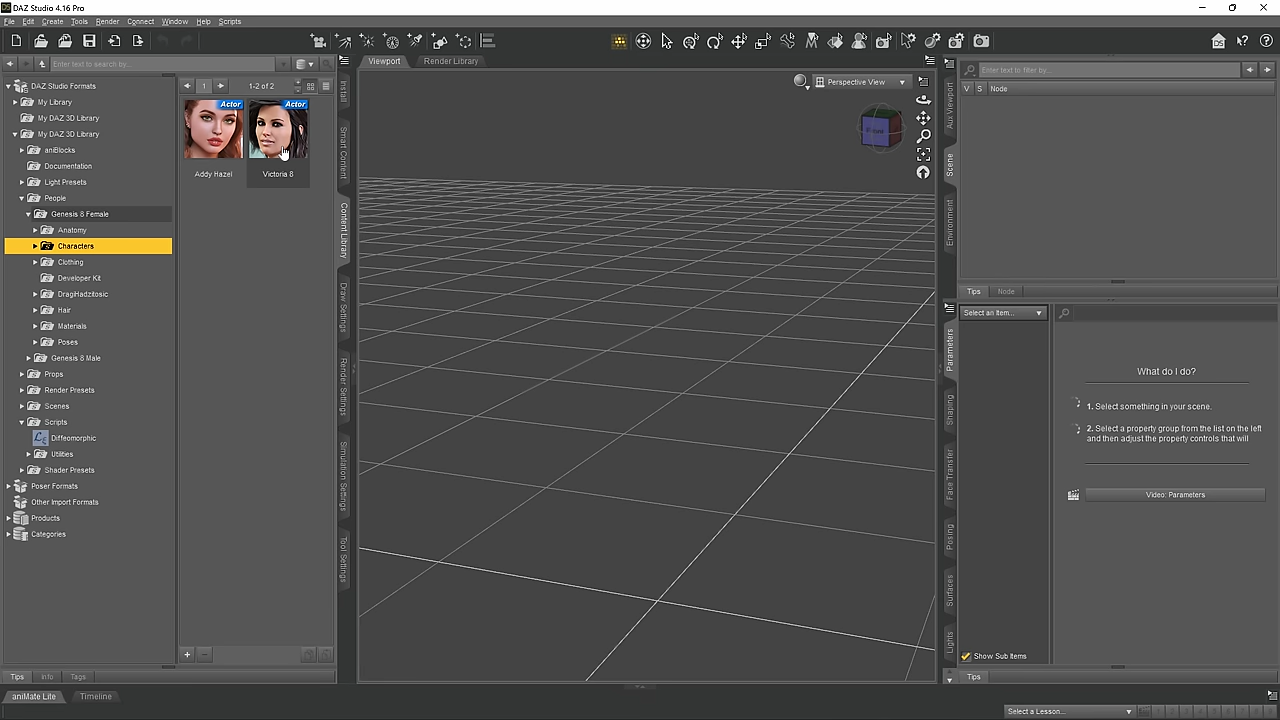 DAZ Studio 4.16 Pro
File Edit Create Tools Render Connect Window Help Scripts
Enter text to search by...
DAZ Studio Formats
My Library
My DAZ 3D Library
My DAZ 3D Library
aniBlocks
Documentation
Light Presets
People
Genesis 8 Female
Anatomy
Characters
Clothing
Developer Kit
DragiHadzitosic
Hair
Materials
Poses
Genesis 8 Male
Props
Render Presets
Scenes
Scripts
Diffeomorphic
Utilities
Shader Presets
Poser Formats
Other Import Formats
Products
Categories
Tips Info Tags
aniMate Lite Timeline
1 1-2 of 2
Actor Actor
Addy Hazel Victoria 8
Install
Smart Content
Content Library
Draw Settings
Render Settings
Simulation Settings
Tool Settings
Viewport Render Library
Perspective View
Aux Viewport
Scene
Environment
Enter text to filter by...
V S Node
Tips Node
Parameters
Shaping
Face Transfer
Posing
Surfaces
Lights
Select an Item...
What do I do?
1. Select something in your scene.
2. Select a property group from the list on the left
and then adjust the property controls that will
Video: Parameters
Show Sub Items
Tips
Select a Lesson...